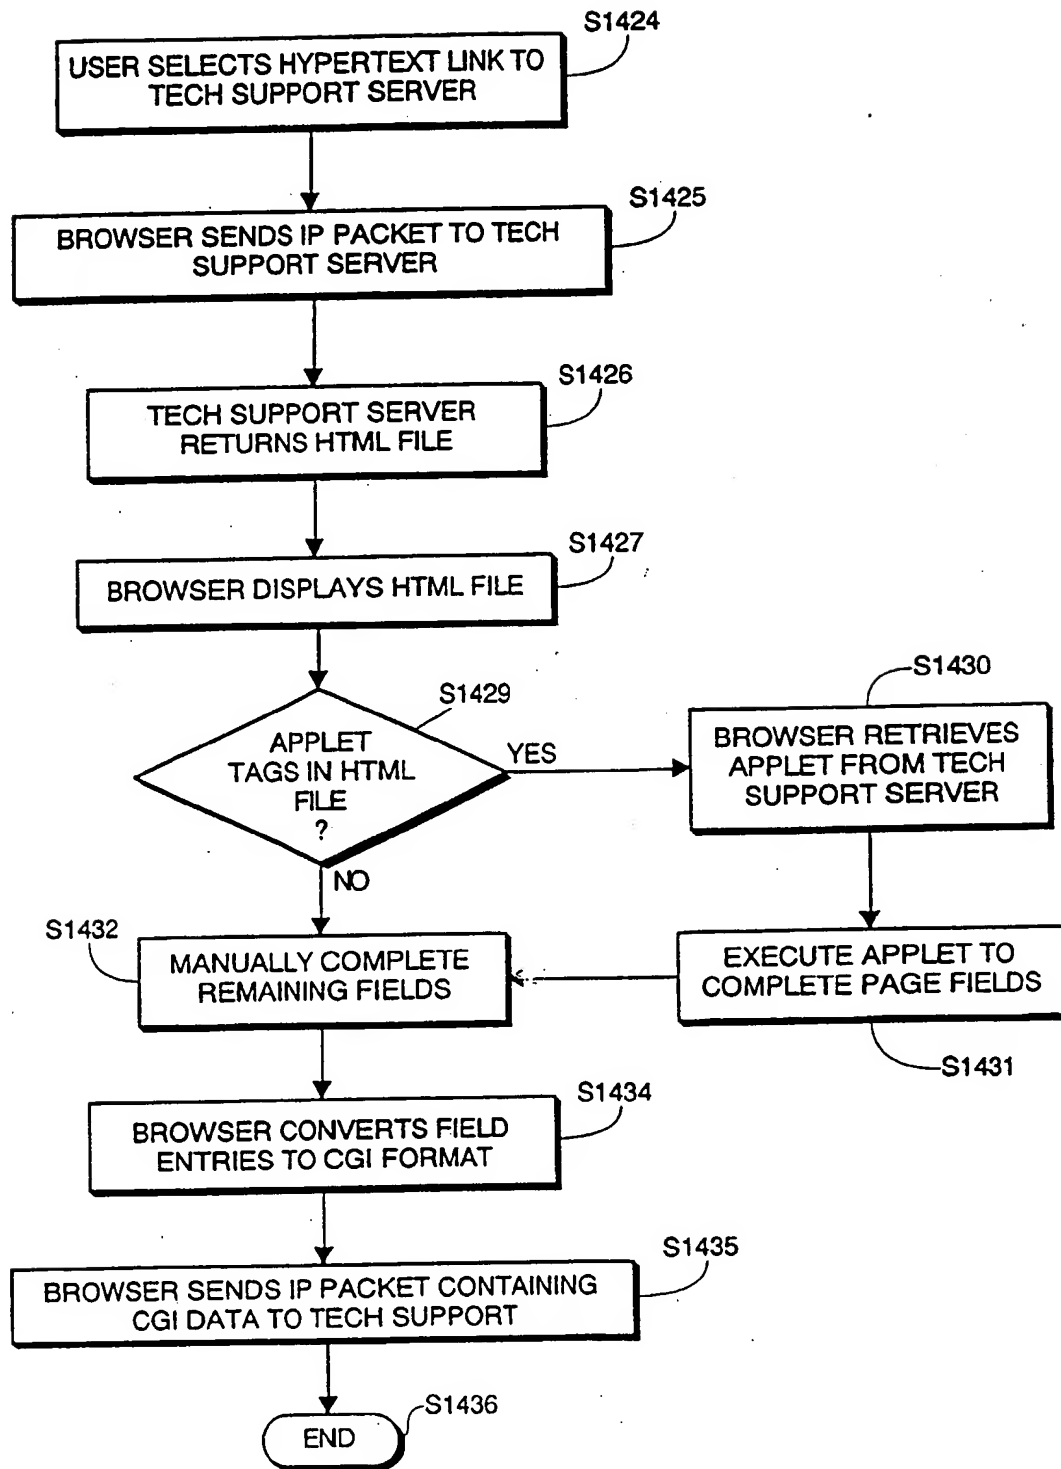 S1424
USER SELECTS HYPERTEXT LINK TO
TECH SUPPORT SERVER
S1425
BROWSER SENDS IP PACKET TO TECH
SUPPORT SERVER
S1426
TECH SUPPORT SERVER
RETURNS HTML FILE
S1427
BROWSER DISPLAYS HTML FILE
S1429
APPLET
TAGS IN HTML
FILE
?
YES
NO
S1430
BROWSER RETRIEVES
APPLET FROM TECH
SUPPORT SERVER
EXECUTE APPLET TO
COMPLETE PAGE FIELDS
S1431
S1432
MANUALLY COMPLETE
REMAINING FIELDS
S1434
BROWSER CONVERTS FIELD
ENTRIES TO CGI FORMAT
S1435
BROWSER SENDS IP PACKET CONTAINING
CGI DATA TO TECH SUPPORT
S1436
END